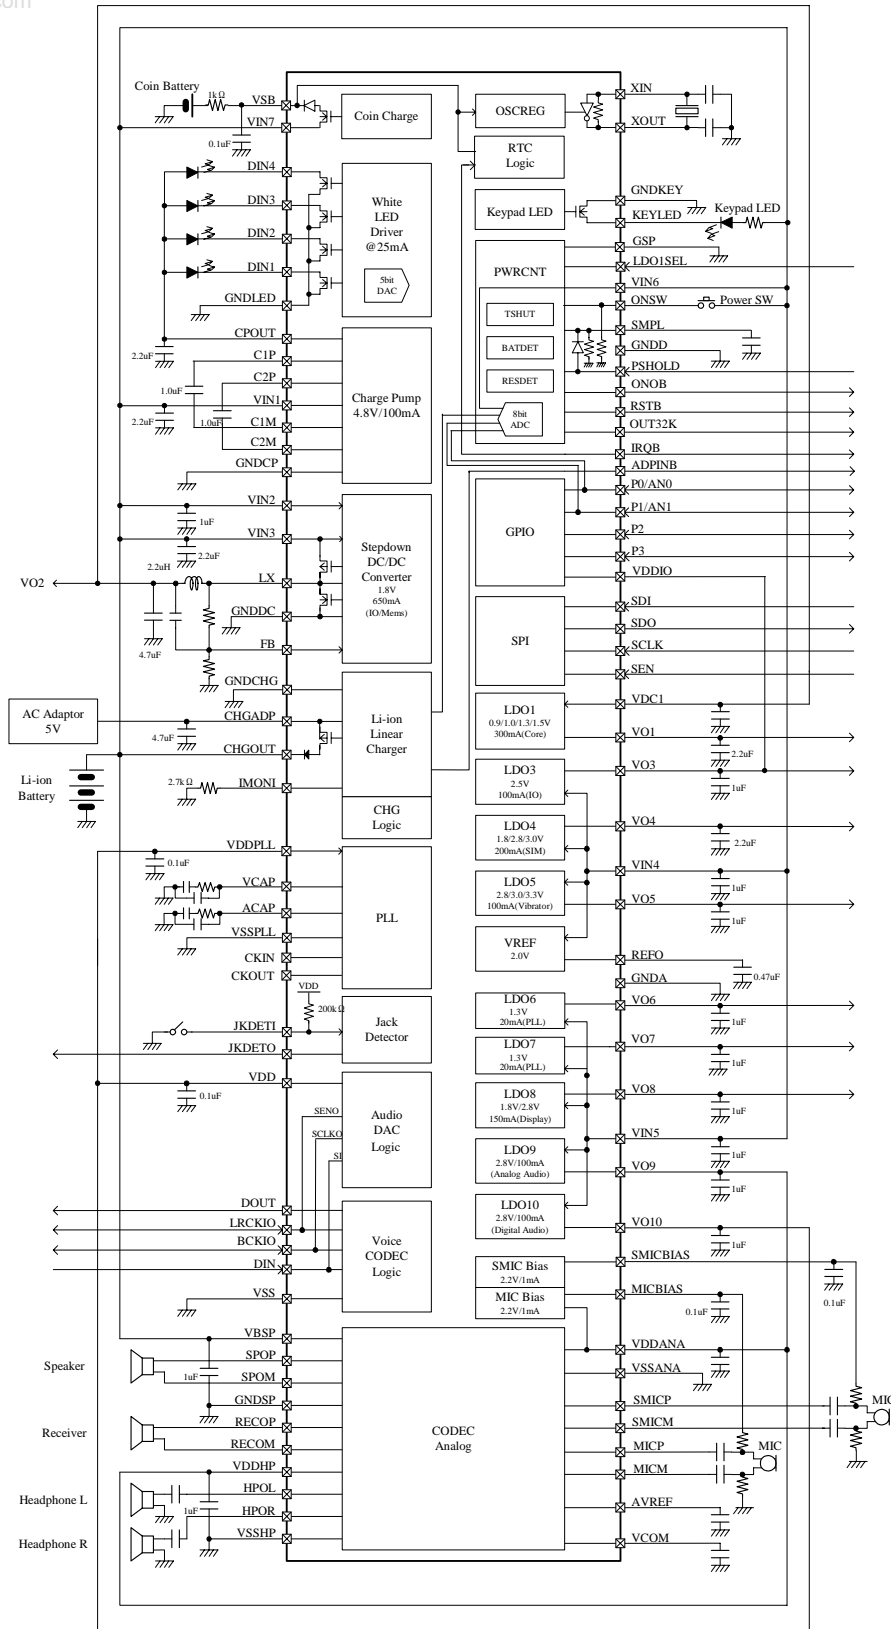 com
Coin Battery
1kΩ
VSB
VIN7
0.1uF
Coin Charge
DIN4
DIN3
DIN2
DIN1
GNDLED
White
LED
Driver
@25mA
5bit
DAC
CPOUT
2.2uF
C1P
C2P
1.0uF
VIN1
2.2uF
1.0uF
C1M
C2M
GNDCP
Charge Pump
4.8V/100mA
VIN2
1uF
VIN3
2.2uF
2.2uH
VO2
LX
GNDDC
4.7uF
FB
Stepdown
DC/DC
Converter
1.8V
650mA
(IO/Mems)
GNDCHG
AC Adaptor
5V
CHGADP
4.7uF
CHGOUT
Li-ion
Battery
2.7kΩ
IMONI
Li-ion
Linear
Charger
CHG
Logic
VDDPLL
0.1uF
VCAP
ACAP
VSSPLL
CKIN
CKOUT
PLL
VDD
200kΩ
JKDETI
JKDETO
Jack
Detector
VDD
0.1uF
SENO
SCLKO
SI
Audio
DAC
Logic
DOUT
LRCKIO
BCKIO
DIN
VSS
Voice
CODEC
Logic
VBSP
Speaker
SPOP
1uF
SPOM
GNDSP
Receiver
RECOP
RECOM
VDDHP
Headphone L
HPOL
1uF
HPOR
Headphone R
VSSHP
CODEC
Analog
OSCREG
XIN
XOUT
RTC
Logic
Keypad LED
GNDKEY
KEYLED
Keypad LED
GSP
PWRCNT
LDO1SEL
VIN6
ONSW
Power SW
TSHUT
SMPL
BATDET
GNDD
PSHOLD
RESDET
ONOB
RSTB
8bit
ADC
OUT32K
IRQB
ADPINB
P0/AN0
P1/AN1
P2
P3
VDDIO
GPIO
SPI
SDI
SDO
SCLK
SEN
LDO1
0.9/1.0/1.3/1.5V
300mA(Core)
VDC1
VO1
2.2uF
LDO3
2.5V
100mA(IO)
VO3
1uF
LDO4
1.8/2.8/3.0V
200mA(SIM)
VO4
2.2uF
VIN4
1uF
LDO5
2.8/3.0/3.3V
100mA(Vibrator)
VO5
1uF
VREF
2.0V
REFO
0.47uF
GNDA
LDO6
1.3V
20mA(PLL)
VO6
1uF
LDO7
1.3V
20mA(PLL)
VO7
1uF
LDO8
1.8V/2.8V
150mA(Display)
VO8
1uF
VIN5
1uF
LDO9
2.8V/100mA
(Analog Audio)
VO9
1uF
LDO10
2.8V/100mA
(Digital Audio)
VO10
1uF
SMIC Bias
2.2V/1mA
SMICBIAS
0.1uF
MIC Bias
2.2V/1mA
MICBIAS
0.1uF
VDDANA
VSSANA
SMICP
MIC
SMICM
MICP
MIC
MICM
AVREF
VCOM